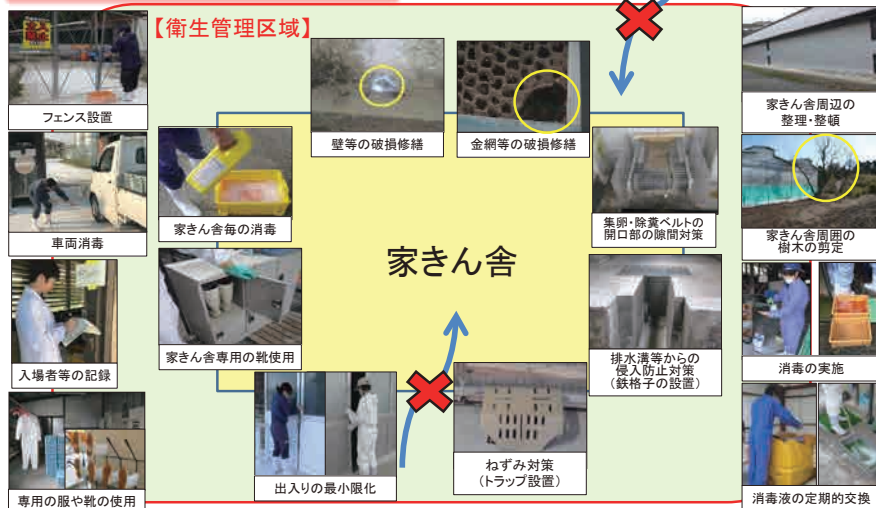 【衛生管理区域】
フェンス設置
車両消毒
入場者等の記録
専用の服や靴の使用
壁等の破損修繕
金網等の破損修繕
家きん舎毎の消毒
家きん舎専用の靴使用
家きん舎
集卵・除糞ベルトの
開口部の隙間対策
排水溝等からの
侵入防止対策
(鉄格子の設置)
出入りの最小限化
ねずみ対策
(トラップ設置)
家きん舎周辺の
整理・整頓
家きん舎周囲の
樹木の剪定
消毒の実施
消毒液の定期的交換